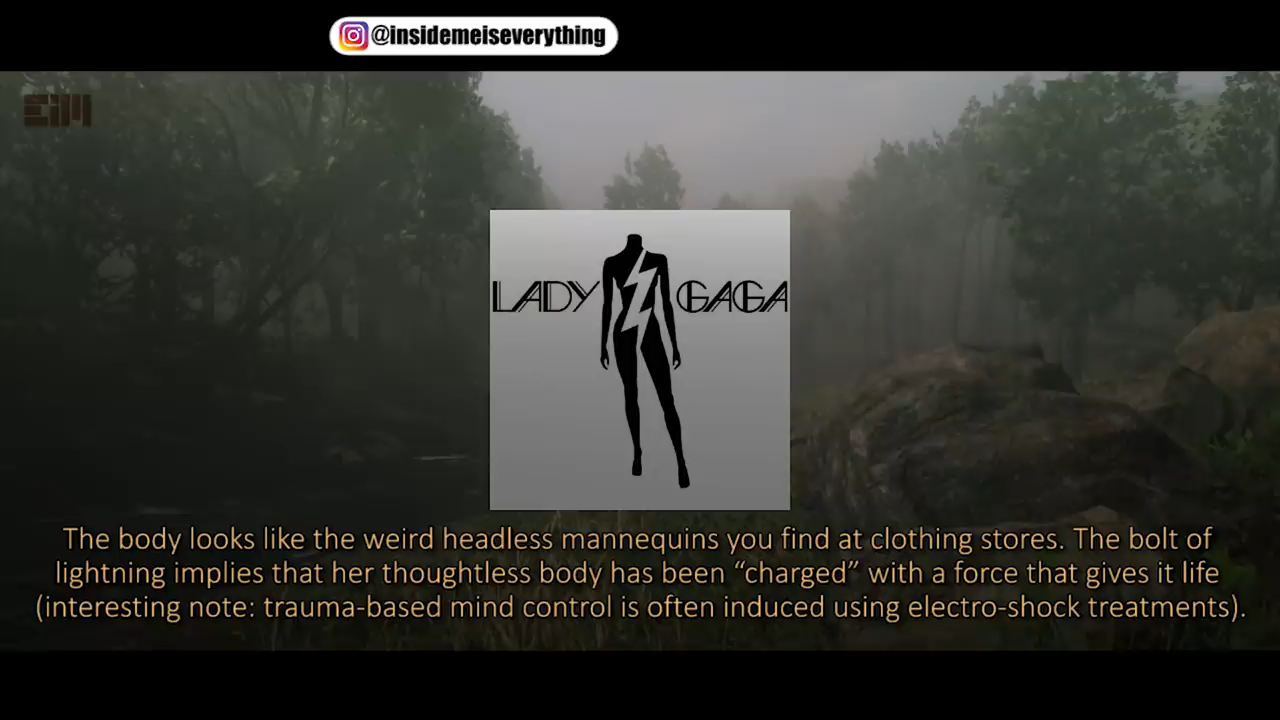 @insidemeiseverything
EiM
LADY GAGA
The body looks like the weird headless mannequins you find at clothing stores. The bolt of
lightning implies that her thoughtless body has been “charged” with a force that gives it life
(interesting note: trauma-based mind control is often induced using electro-shock treatments).